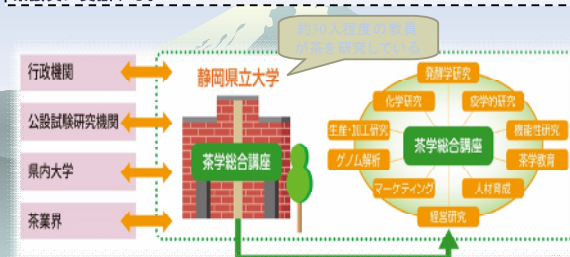 約30人程度の教員
が茶を研究している
行政機関
公設試験研究機関
県内大学
茶業界
静岡県立大学
茶学総合講座
発酵学研究
化学研究
疫学的研究
生産・加工研究
機能性研究
茶学総合講座
ゲノム解析
茶学教育
マーケティング
人材育成
経営研究